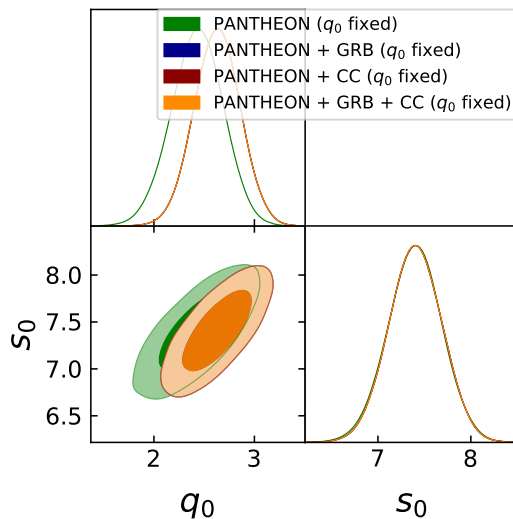 PANTHEON (q₀ fixed)
PANTHEON + GRB (q₀ fixed)
PANTHEON + CC (q₀ fixed)
PANTHEON + GRB + CC (q₀ fixed)
8.0
7.5
7.0
6.5
s₀
2 3
7 8
q₀
s₀